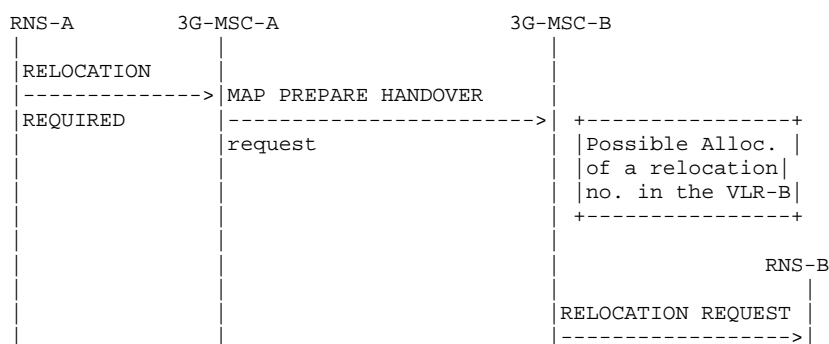 RNS-A 3G-MSC-A 3G-MSC-B
RELOCATION
MAP PREPARE HANDOVER
REQUIRED
request
Possible Alloc.
of a relocation
no. in the VLR-B
RNS-B
RELOCATION REQUEST